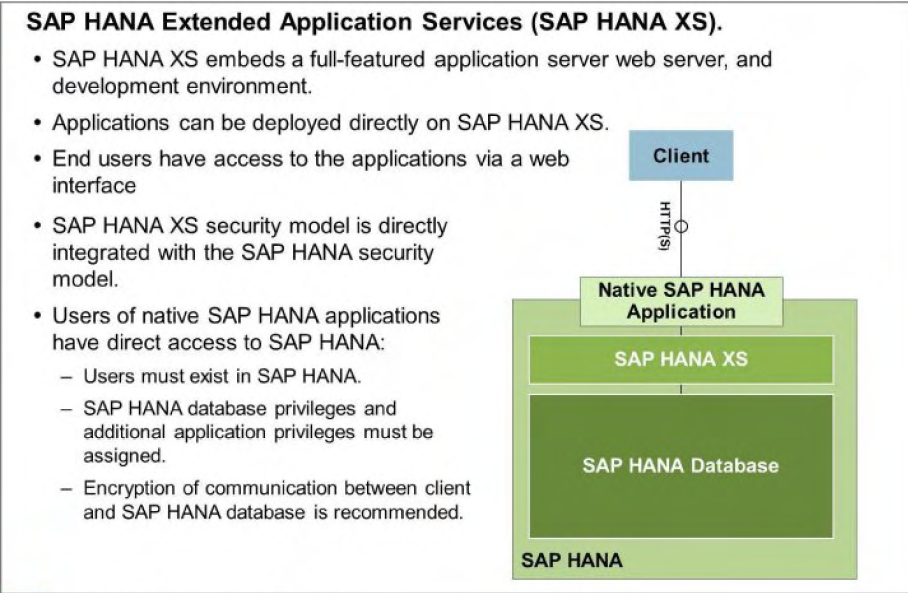 SAP HANA Extended Application Services (SAP HANA XS).
• SAP HANA XS embeds a full-featured application server web server, and
development environment.
• Applications can be deployed directly on SAP HANA XS.
• End users have access to the applications via a web
interface
• SAP HANA XS security model is directly
integrated with the SAP HANA security
model.
• Users of native SAP HANA applications
have direct access to SAP HANA:
– Users must exist in SAP HANA.
– SAP HANA database privileges and
additional application privileges must be
assigned.
– Encryption of communication between client
and SAP HANA database is recommended.
Client
HTTP(S)
Native SAP HANA
Application
SAP HANA XS
SAP HANA Database
SAP HANA